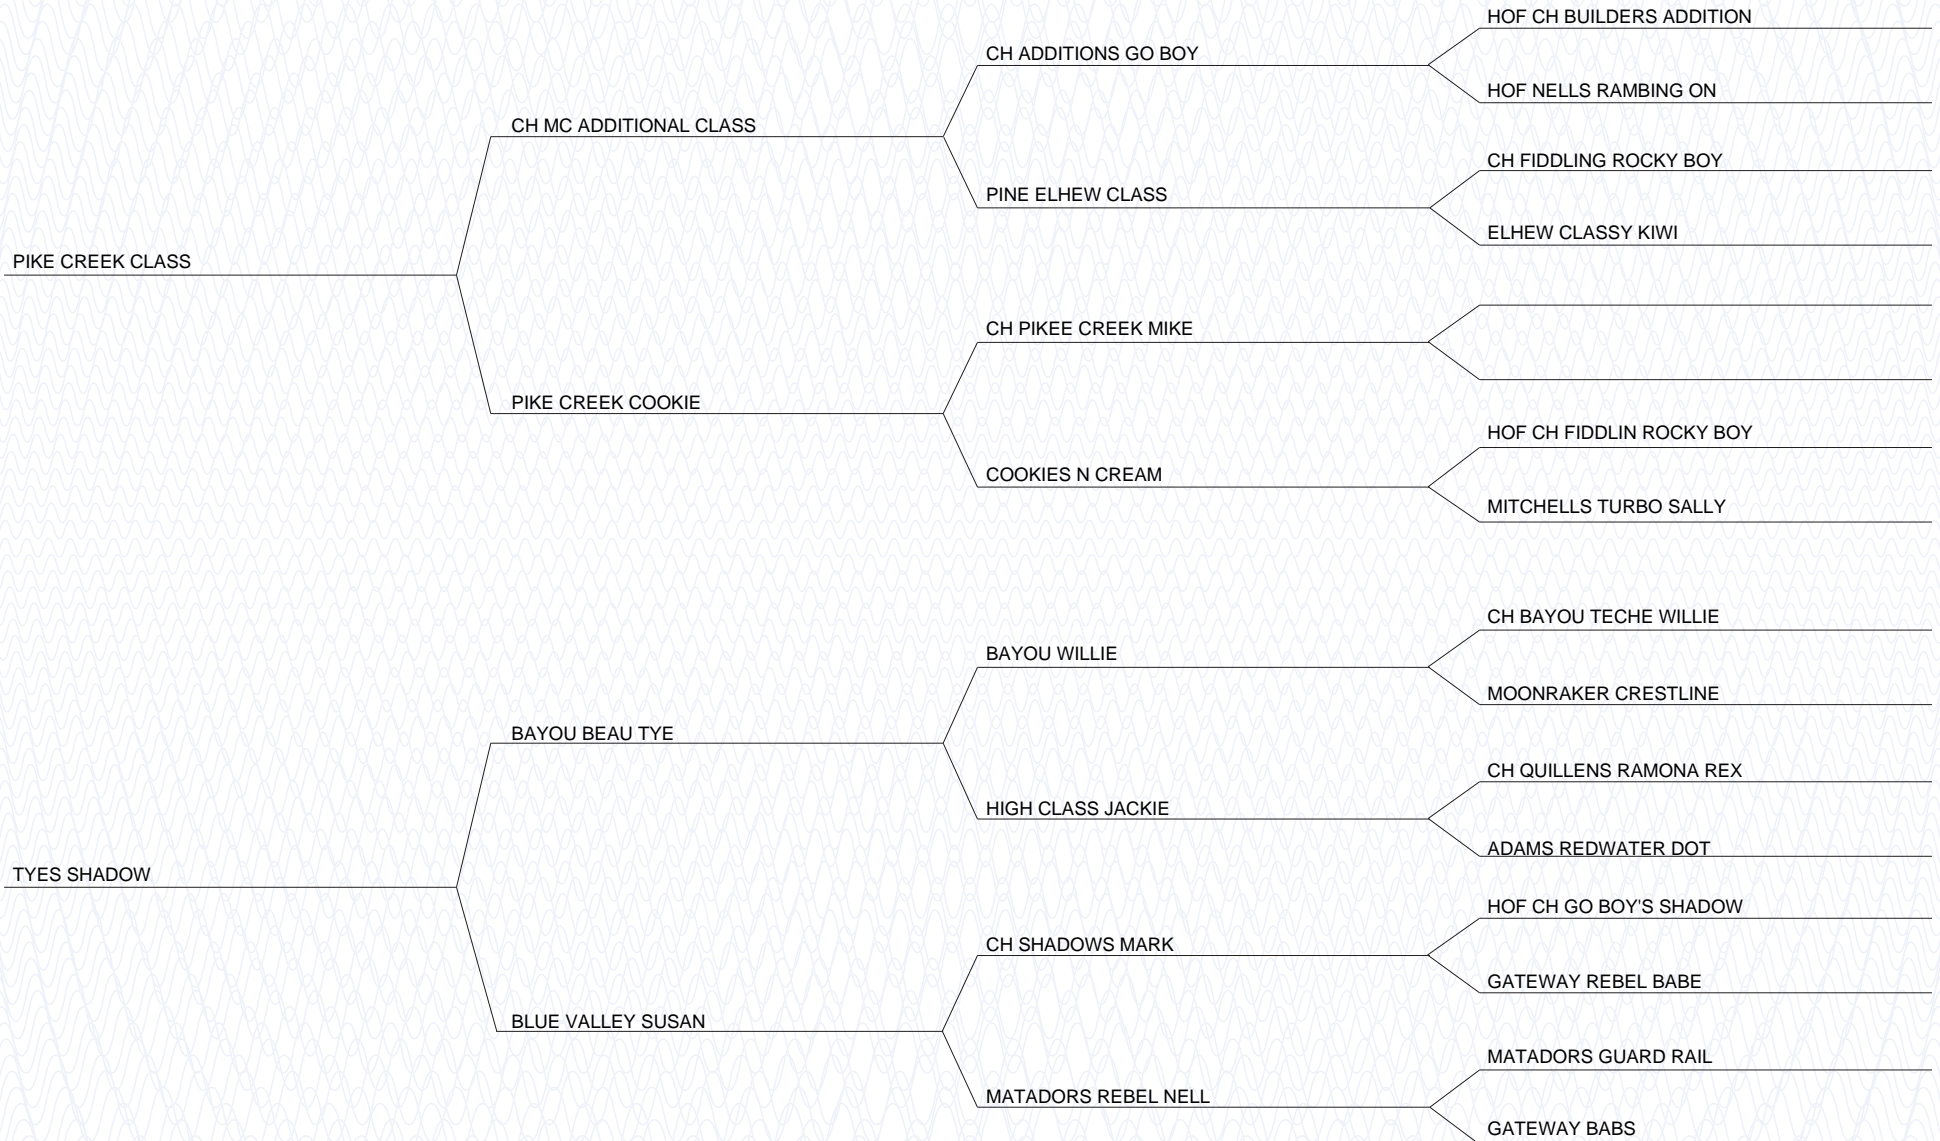 HOF CH BUILDERS ADDITION
CH ADDITIONS GO BOY
HOF NELLS RAMBING ON
CH MC ADDITIONAL CLASS
CH FIDDLING ROCKY BOY
PINE ELHEW CLASS
ELHEW CLASSY KIWI
PIKE CREEK CLASS
CH PIKEE CREEK MIKE
PIKE CREEK COOKIE
HOF CH FIDDLIN ROCKY BOY
COOKIES N CREAM
MITCHELLS TURBO SALLY
CH BAYOU TECHE WILLIE
BAYOU WILLIE
MOONRAKER CRESTLINE
BAYOU BEAU TYE
CH QUILLENS RAMONA REX
HIGH CLASS JACKIE
ADAMS REDWATER DOT
TYES SHADOW
HOF CH GO BOY'S SHADOW
CH SHADOWS MARK
GATEWAY REBEL BABE
BLUE VALLEY SUSAN
MATADORS GUARD RAIL
MATADORS REBEL NELL
GATEWAY BABS